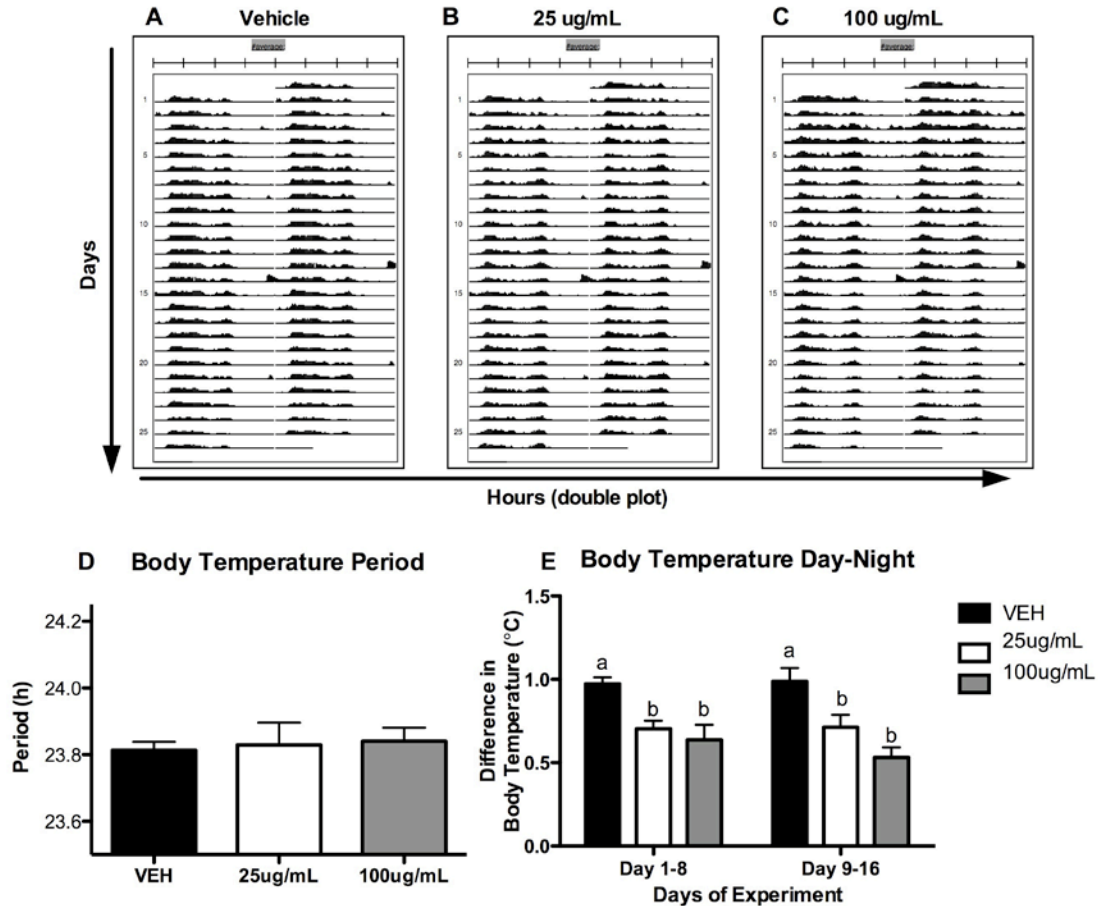 A Vehicle
B 25 ug/mL
C 100 ug/mL
1
5
10
15
20
25
1
5
10
15
20
25
1
5
10
15
20
25
Days
Hours (double plot)
D Body Temperature Period
Period (h)
24.2
24.0
23.8
23.6
VEH
25ug/mL
100ug/mL
E Body Temperature Day-Night
Difference in
Body Temperature (°C)
1.5
1.0
0.5
0.0
a
b
b
a
b
b
Day 1-8
Day 9-16
Days of Experiment
VEH
25ug/mL
100ug/mL